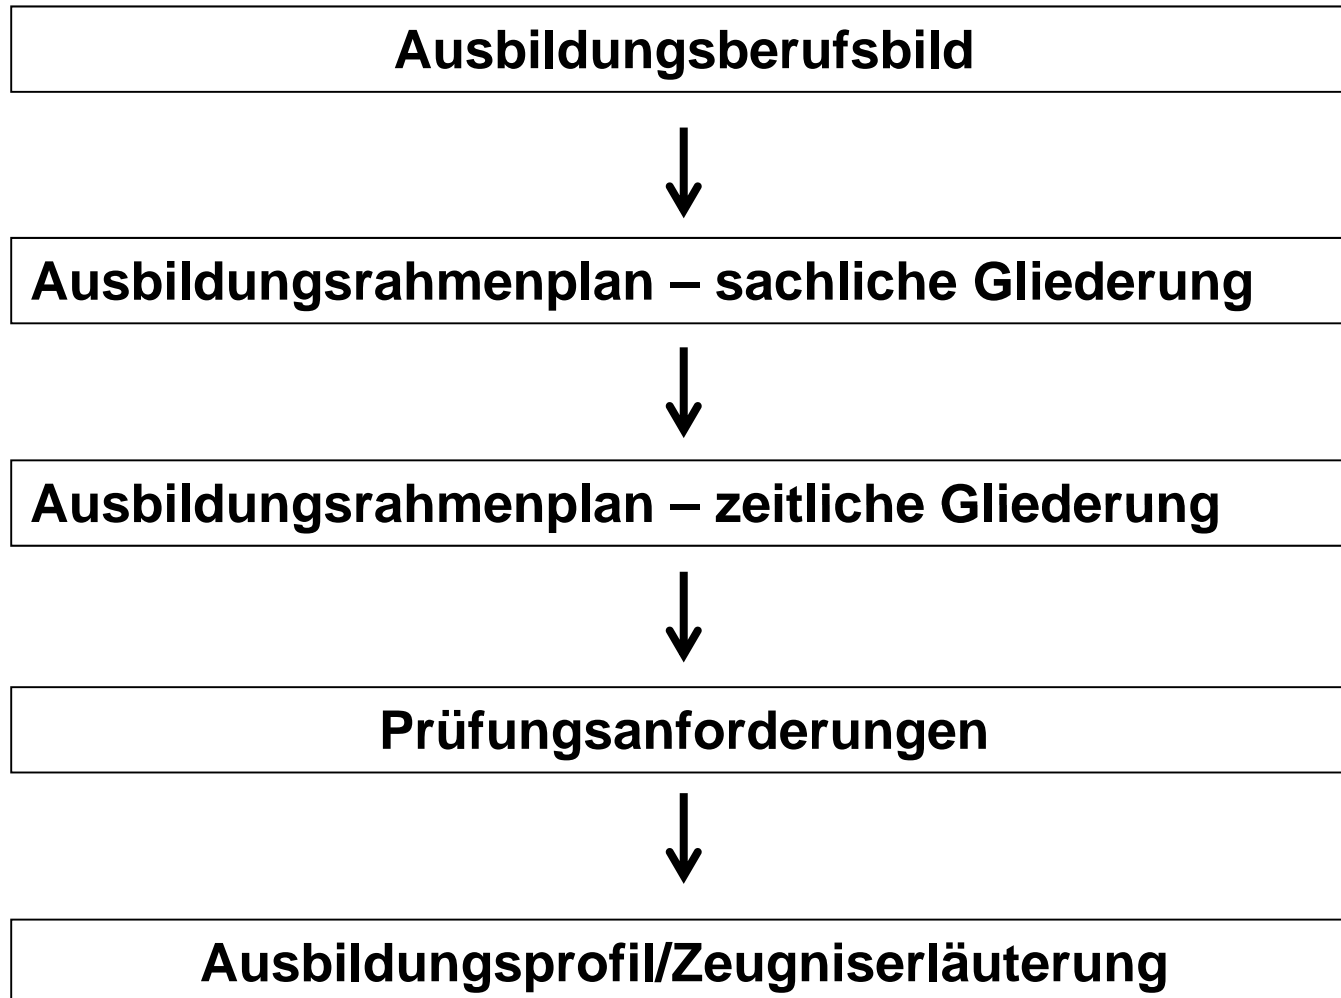 Ausbildungsberufsbild
Ausbildungsrahmenplan – sachliche Gliederung
Ausbildungsrahmenplan – zeitliche Gliederung
Prüfungsanforderungen
Ausbildungsprofil/Zeugniserläuterung